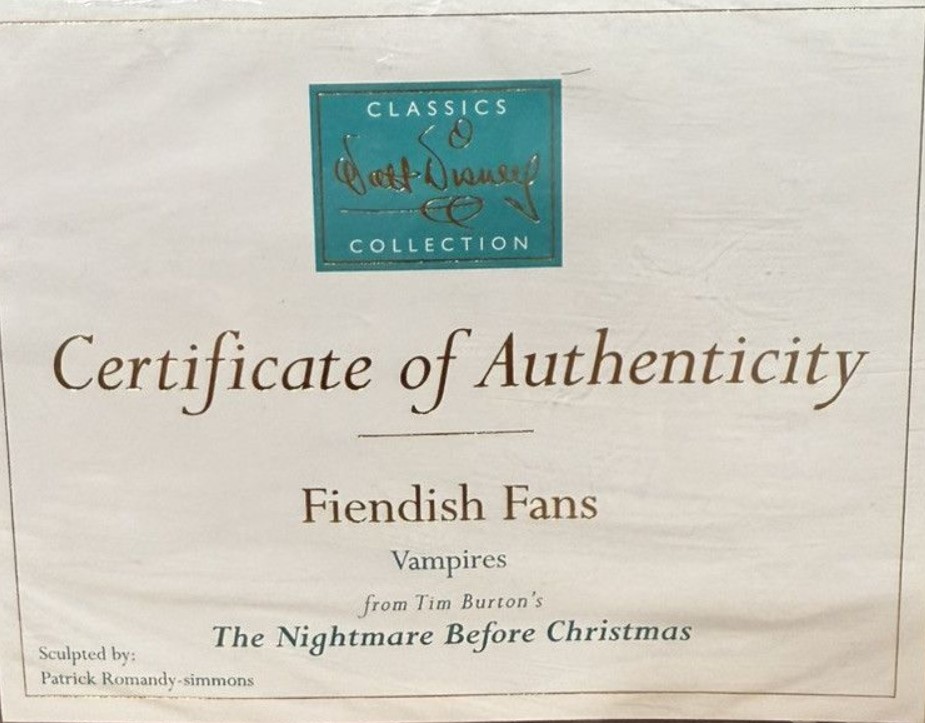 CLASSICS
Walt Disney
COLLECTION
Certificate of Authenticity
Fiendish Fans
Vampires
from Tim Burton's
The Nightmare Before Christmas
Sculpted by:
Patrick Romandy-simmons